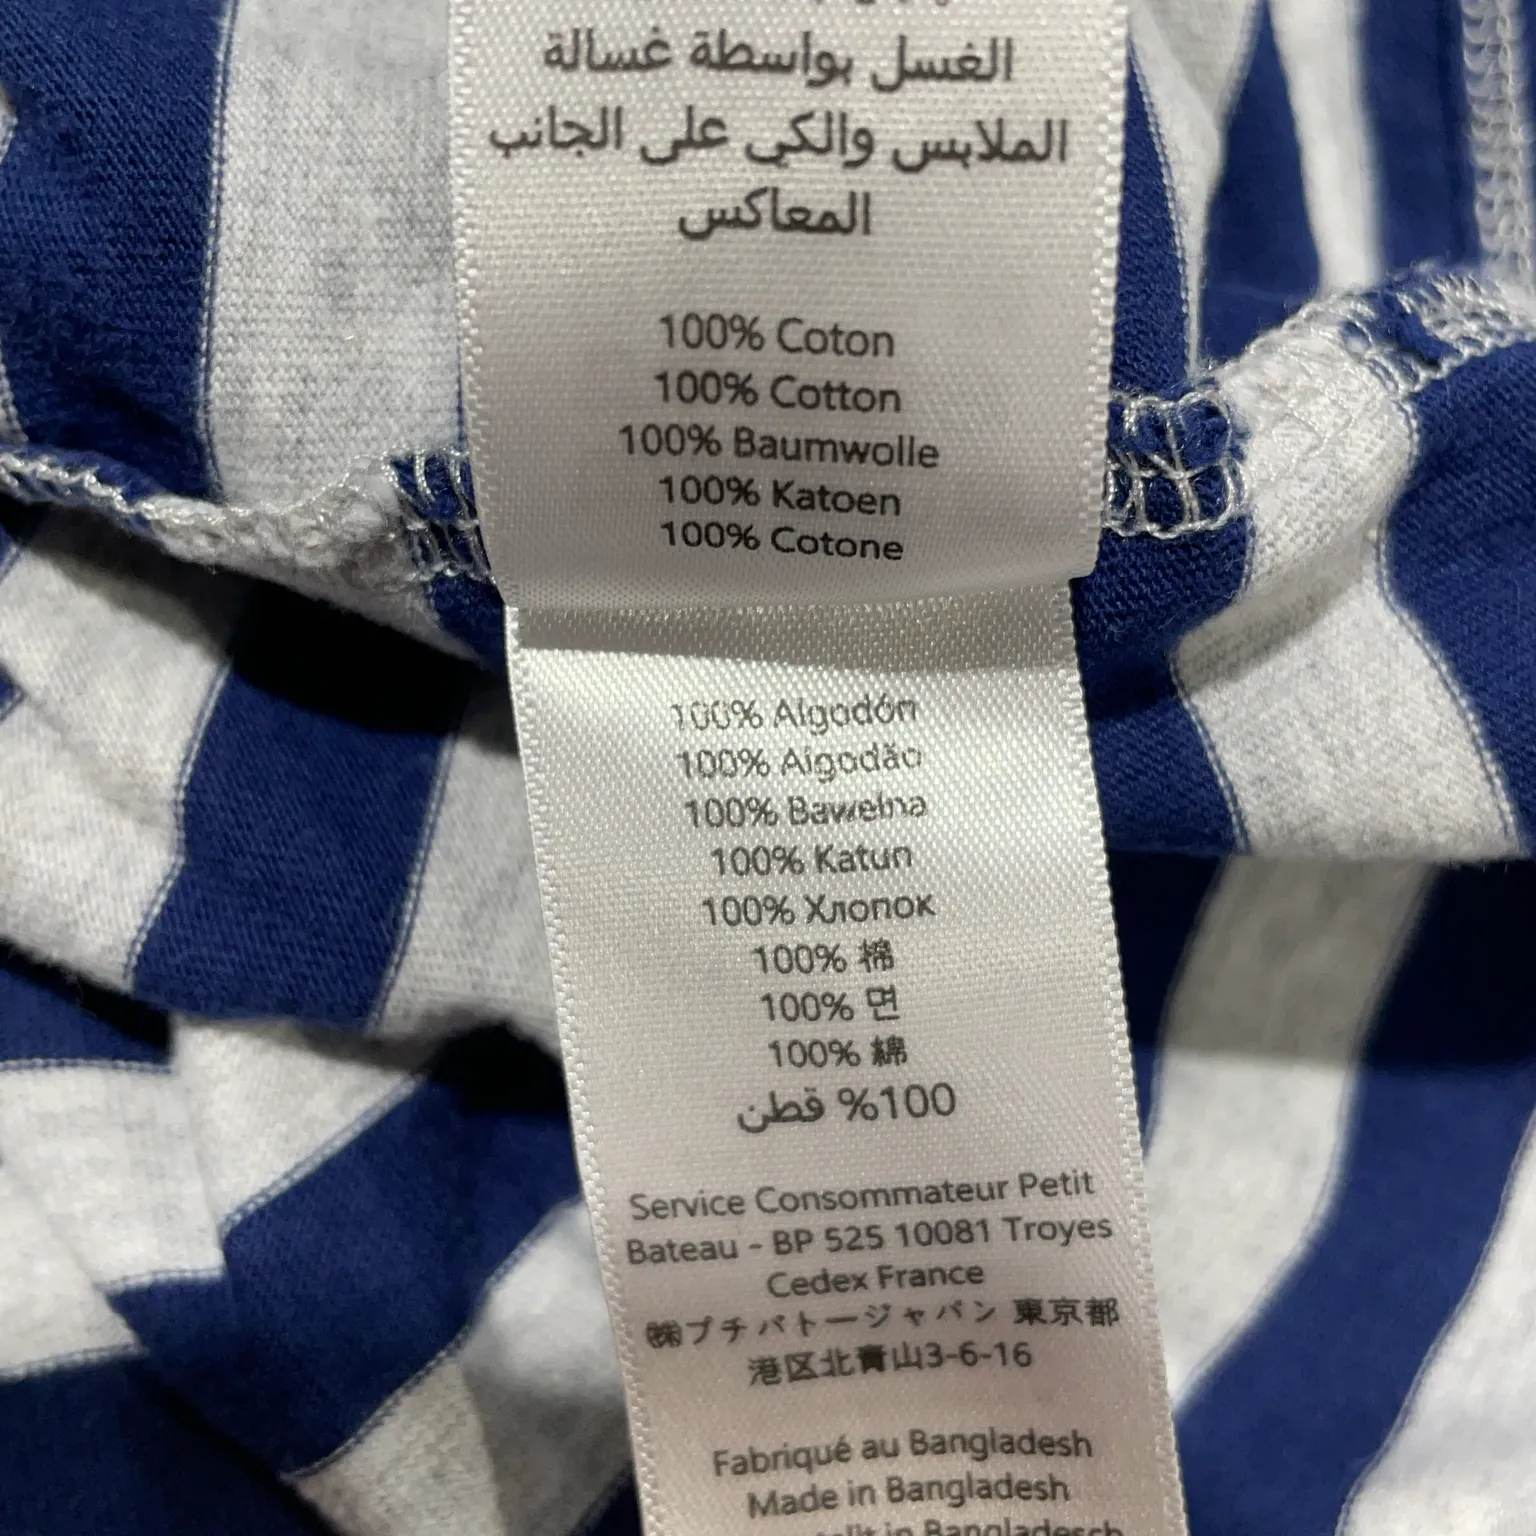 الغسل بواسطة غسالة
الملابس والكي على الجانب
المعاكس
100% Coton
100% Cotton
100% Baumwolle
100% Katoen
100% Cotone
100% Algodón
100% Algodão
100% Bawełna
100% Katun
100% Хлопок
100% 棉
100% 면
100% 綿
100% قطن
Service Consommateur Petit
Bateau - BP 525 10081 Troyes
Cedex France
㈱プチバトージャパン 東京都
港区北青山3-6-16
Fabriqué au Bangladesh
Made in Bangladesh
in Bangladesch